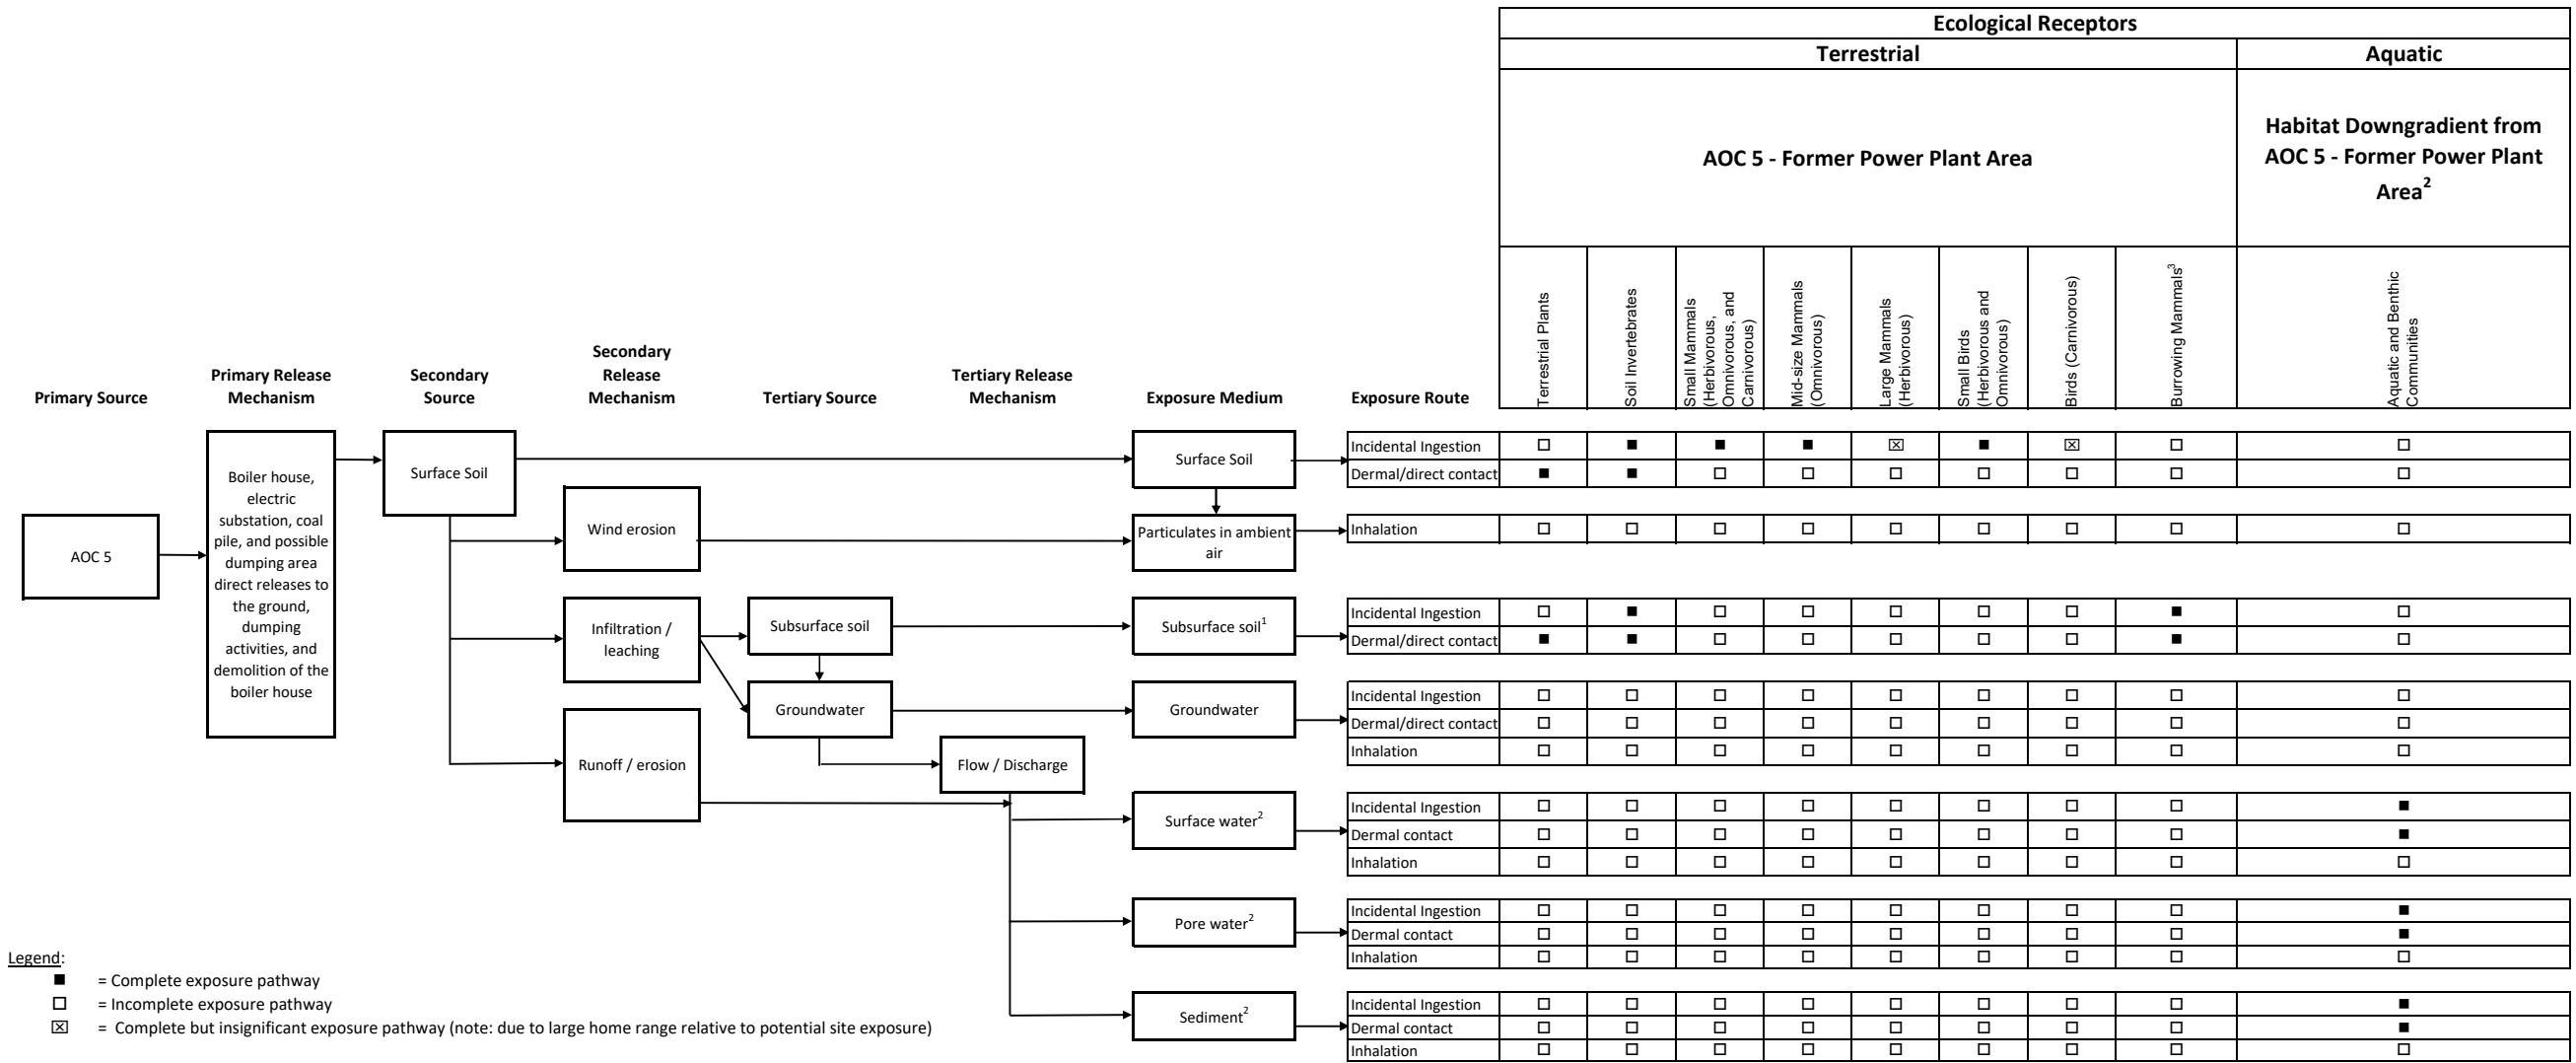 Ecological Receptors
Terrestrial
Aquatic
AOC 5 - Former Power Plant Area
Habitat Downgradient from
AOC 5 - Former Power Plant
Area²
Terrestrial Plants
Soil Invertebrates
Small Mammals
(Herbivorous,
Omnivorous, and
Carnivorous)
Mid-size Mammals
(Omnivorous)
Large Mammals
(Herbivorous)
Small Birds
(Herbivorous and
Omnivorous)
Birds (Carnivorous)
Burrowing Mammals³
Aquatic and Benthic
Communities
Primary Source
Primary Release
Mechanism
Secondary
Source
Secondary
Release
Mechanism
Tertiary Source
Tertiary Release
Mechanism
Exposure Medium
Exposure Route
AOC 5
Boiler house,
electric
substation, coal
pile, and possible
dumping area
direct releases to
the ground,
dumping
activities, and
demolition of the
boiler house
Surface Soil
Wind erosion
Infiltration /
leaching
Runoff / erosion
Subsurface soil
Groundwater
Flow / Discharge
Surface Soil
Incidental Ingestion □ ■ ■ ■ ☒ ■ ☒ □ □
Dermal/direct contact ■ ■ □ □ □ □ □ □ □
Particulates in ambient
air
Inhalation □ □ □ □ □ □ □ □ □
Subsurface soil¹
Incidental Ingestion □ ■ □ □ □ □ □ ■ □
Dermal/direct contact ■ ■ □ □ □ □ □ ■ □
Groundwater
Incidental Ingestion □ □ □ □ □ □ □ □ □
Dermal/direct contact □ □ □ □ □ □ □ □ □
Inhalation □ □ □ □ □ □ □ □ □
Surface water²
Incidental Ingestion □ □ □ □ □ □ □ □ ■
Dermal contact □ □ □ □ □ □ □ □ ■
Inhalation □ □ □ □ □ □ □ □ □
Pore water²
Incidental Ingestion □ □ □ □ □ □ □ □ ■
Dermal contact □ □ □ □ □ □ □ □ ■
Inhalation □ □ □ □ □ □ □ □ □
Sediment²
Incidental Ingestion □ □ □ □ □ □ □ □ ■
Dermal contact □ □ □ □ □ □ □ □ ■
Inhalation □ □ □ □ □ □ □ □ □
Legend:
■ = Complete exposure pathway
□ = Incomplete exposure pathway
☒ = Complete but insignificant exposure pathway (note: due to large home range relative to potential site exposure)